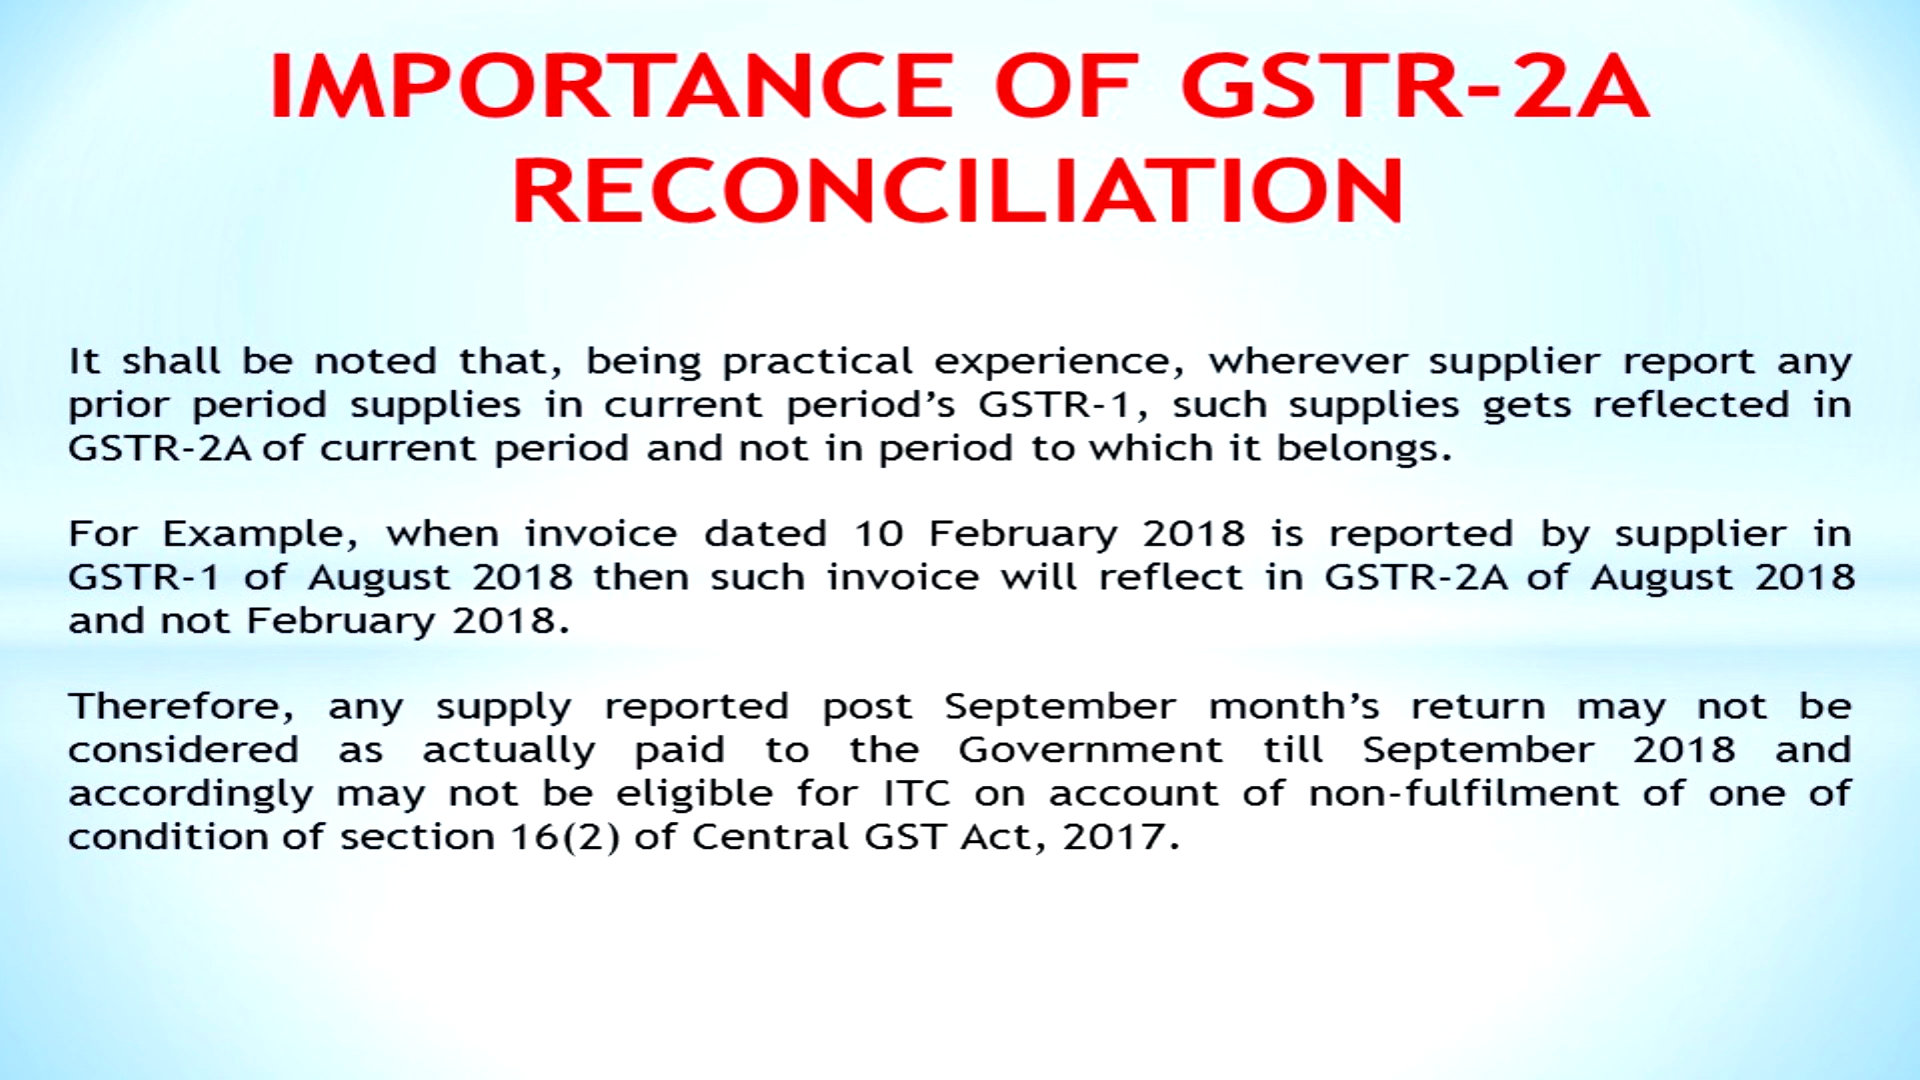 IMPORTANCE OF GSTR-2A
RECONCILIATION
It shall be noted that, being practical experience, wherever supplier report any
prior period supplies in current period’s GSTR-1, such supplies gets reflected in
GSTR-2A of current period and not in period to which it belongs.
For Example, when invoice dated 10 February 2018 is reported by supplier in
GSTR-1 of August 2018 then such invoice will reflect in GSTR-2A of August 2018
and not February 2018.
Therefore, any supply reported post September month’s return may not be
considered as actually paid to the Government till September 2018 and
accordingly may not be eligible for ITC on account of non-fulfilment of one of
condition of section 16(2) of Central GST Act, 2017.